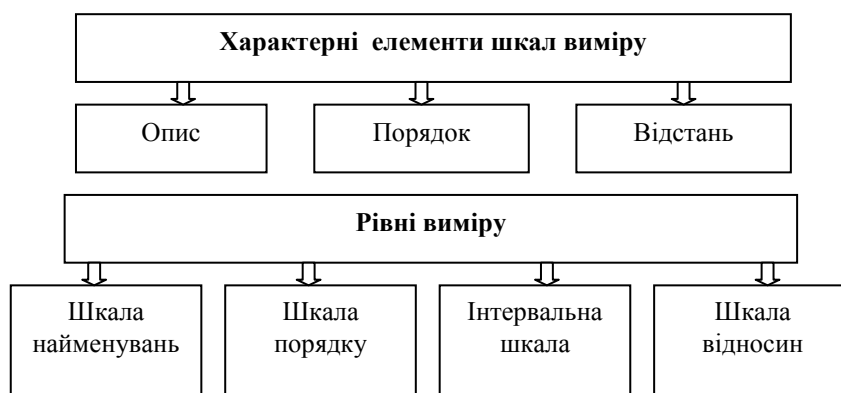 Характерні елементи шкал виміру
Опис
Порядок
Відстань
Рівні виміру
Шкала
найменувань
Шкала
порядку
Інтервальна
шкала
Шкала
відносин